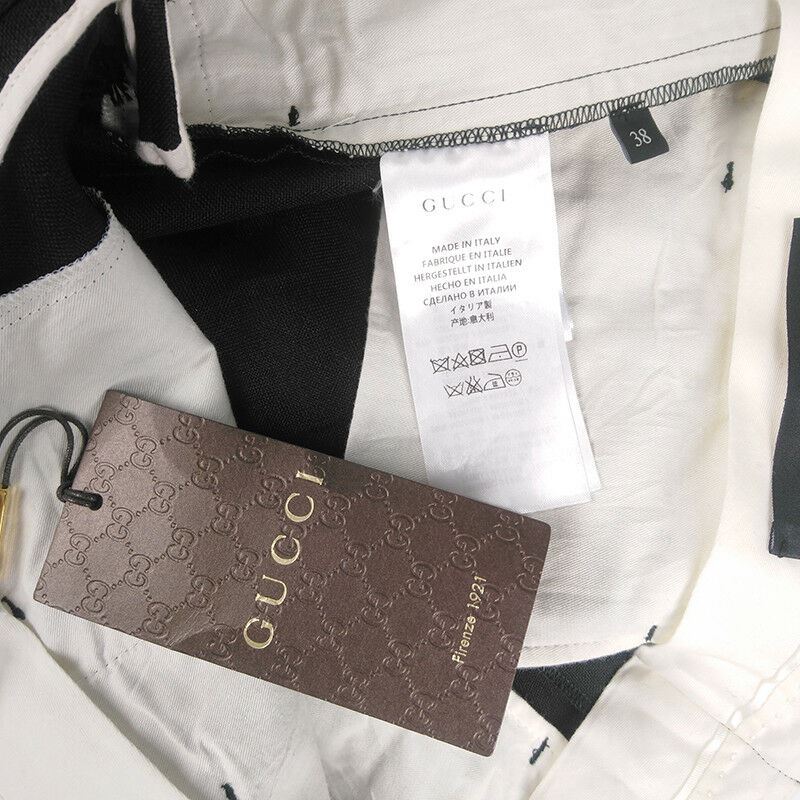 38
GUCCI
MADE IN ITALY
FABRIQUE EN ITALIE
HERGESTELLT IN ITALIEN
HECHO EN ITALIA
СДЕЛАНО В ИТАЛИИ
イタリア製
产地:意大利
P
GUCCI
Firenze 1921